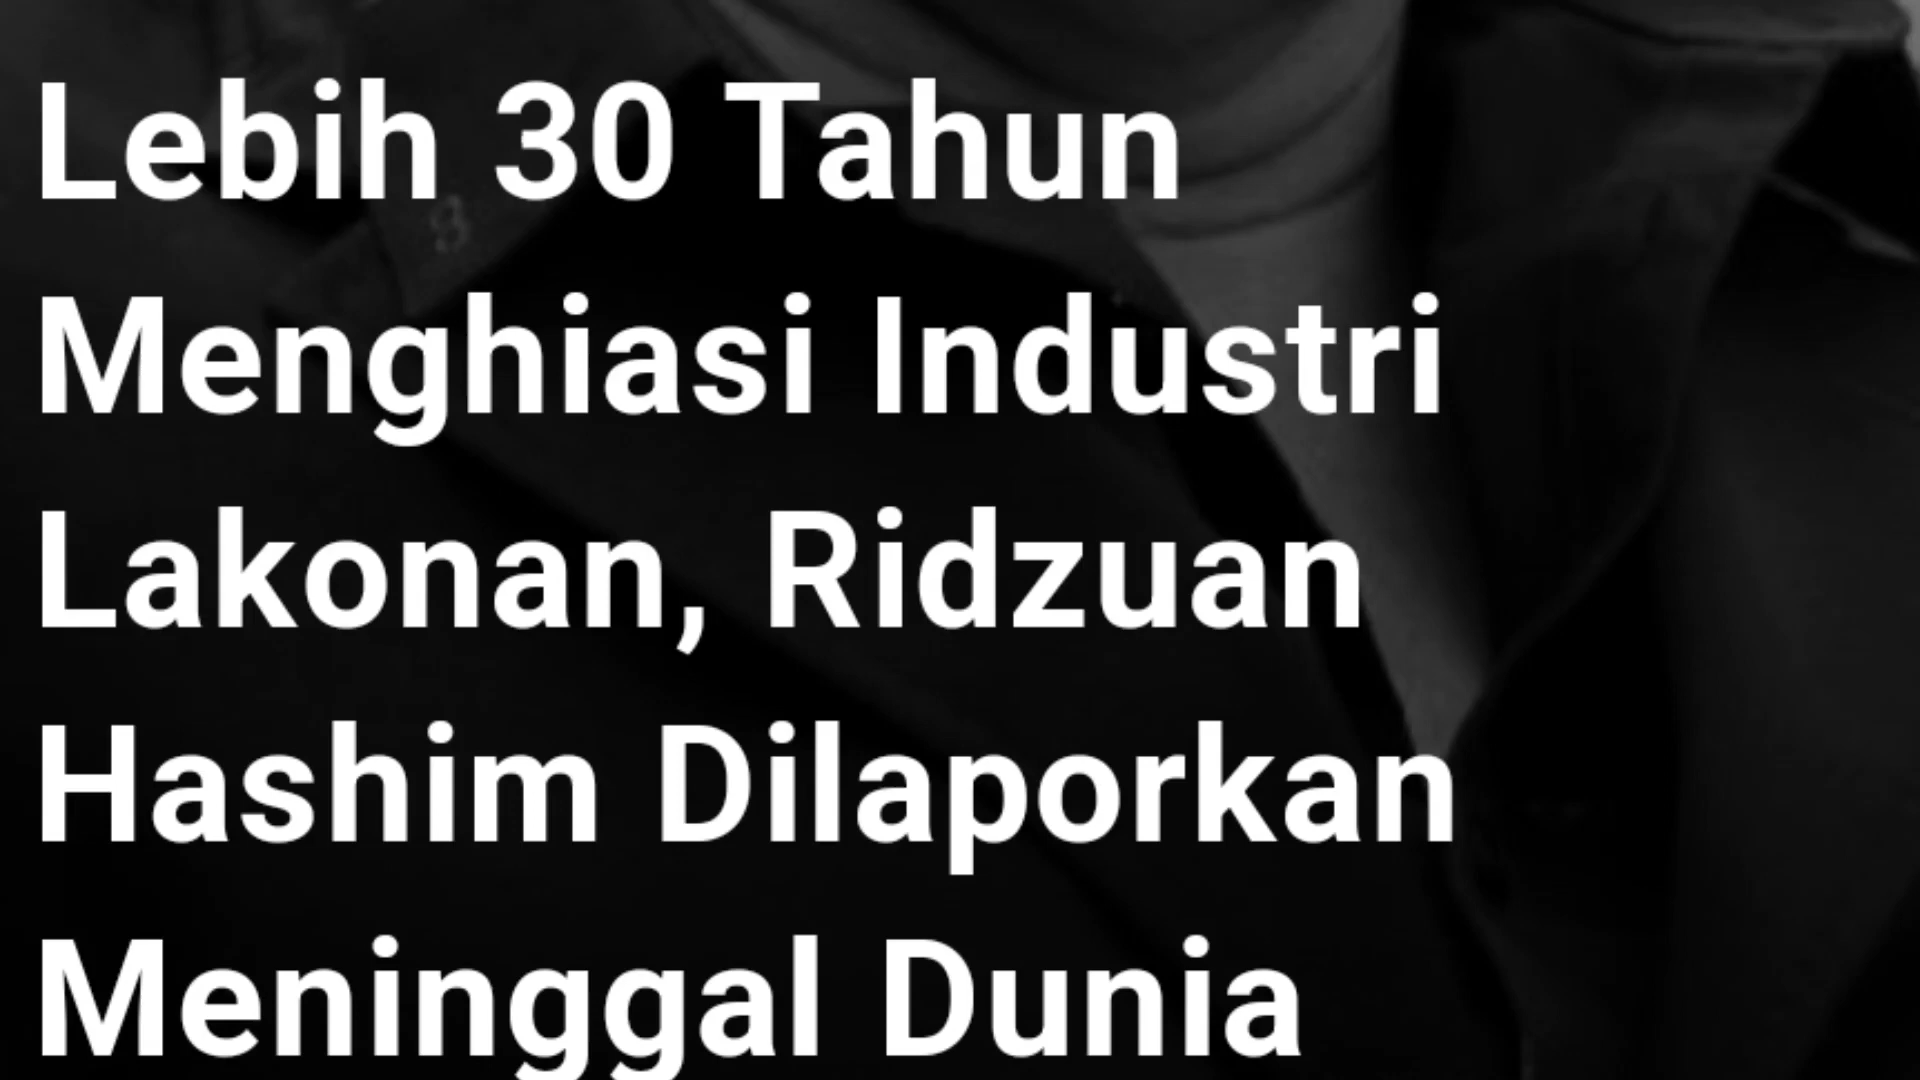 Lebih 30 Tahun
Menghiasi Industri
Lakonan, Ridzuan
Hashim Dilaporkan
Meninggal Dunia